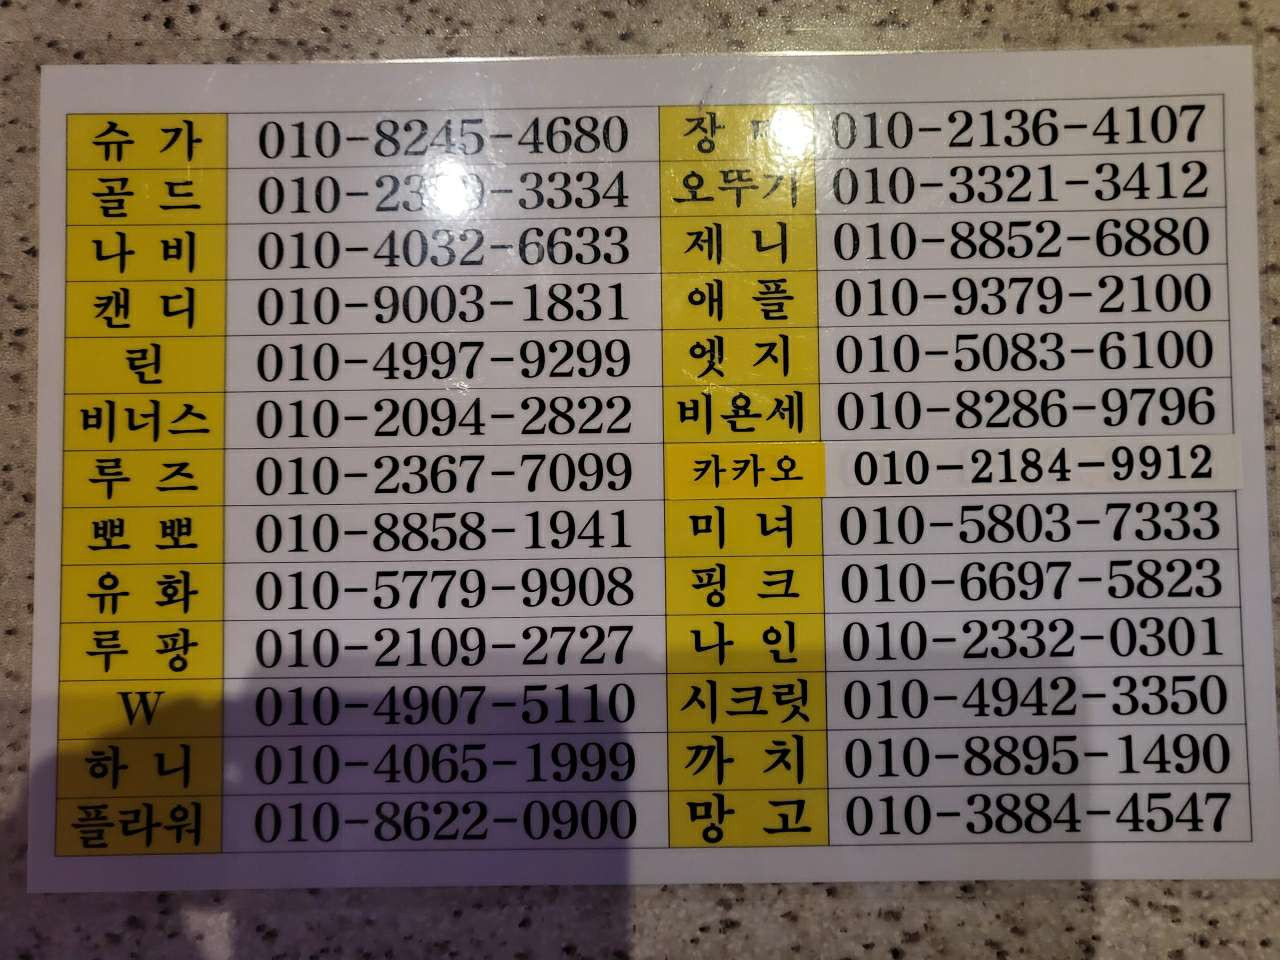 슈가 010-8245-4680 장 010-2136-4107
골드 010-3334 오뚜기 010-3321-3412
나비 010-4032-6633 제니 010-8852-6880
캔디 010-9003-1831 애플 010-9379-2100
린 010-4997-9299 엣지 010-5083-6100
비너스 010-2094-2822 비욘세 010-8286-9796
루즈 010-2367-7099 카카오 010-2184-9912
뽀뽀 010-8858-1941 미녀 010-5803-7333
유화 010-5779-9908 핑크 010-6697-5823
루팡 010-2109-2727 나인 010-2332-0301
W 010-4907-5110 시크릿 010-4942-3350
하니 010-4065-1999 까치 010-8895-1490
플라워 010-8622-0900 망고 010-3884-4547